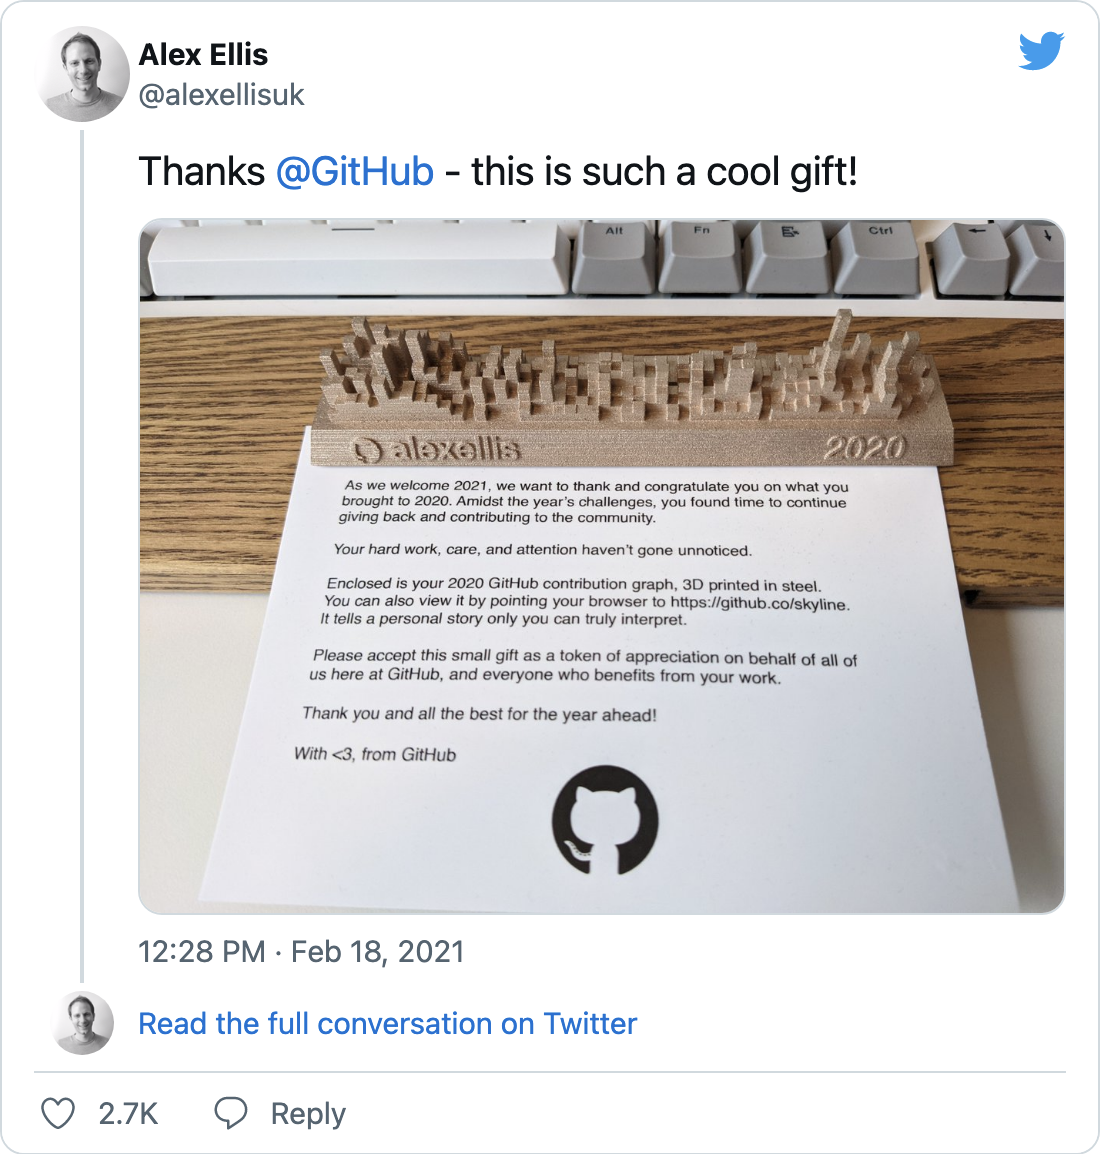 Alex Ellis
@alexellisuk
Thanks @GitHub - this is such a cool gift!
Alt
Fn
Ctrl
alexellis
2020
As we welcome 2021, we want to thank and congratulate you on what you
brought to 2020. Amidst the year's challenges, you found time to continue
giving back and contributing to the community.
Your hard work, care, and attention haven't gone unnoticed.
Enclosed is your 2020 GitHub contribution graph, 3D printed in steel.
You can also view it by pointing your browser to https://github.co/skyline.
It tells a personal story only you can truly interpret.
Please accept this small gift as a token of appreciation on behalf of all of
us here at GitHub, and everyone who benefits from your work.
Thank you and all the best for the year ahead!
With <3, from GitHub
12:28 PM · Feb 18, 2021
Read the full conversation on Twitter
2.7K
Reply